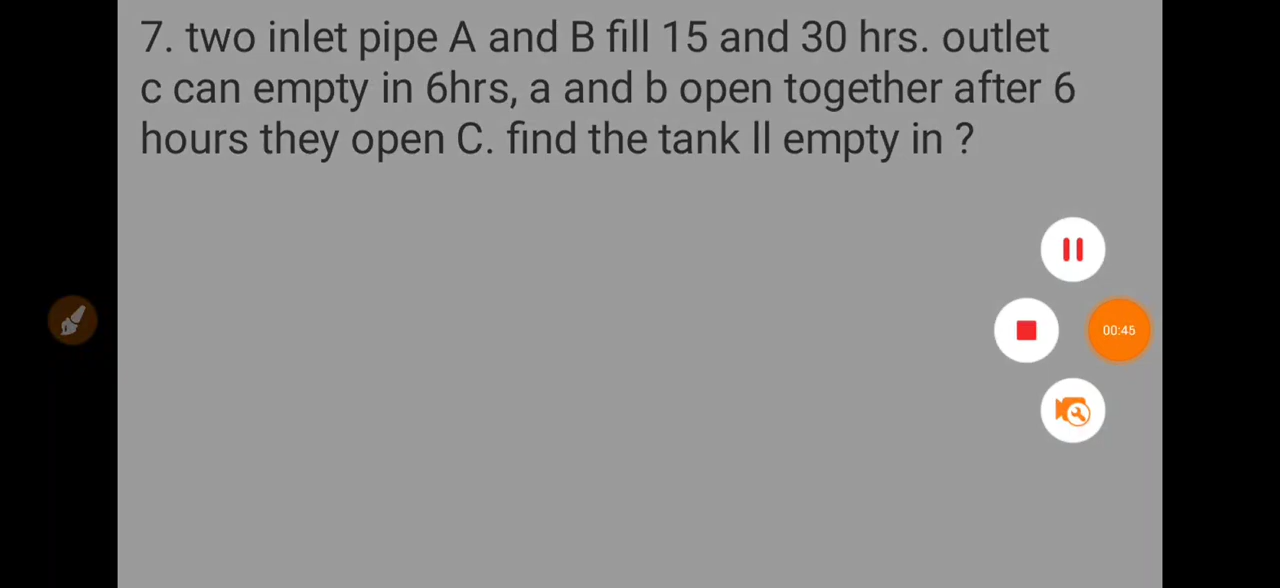 7. two inlet pipe A and B fill 15 and 30 hrs. outlet
c can empty in 6hrs, a and b open together after 6
hours they open C. find the tank ll empty in ?
00:45